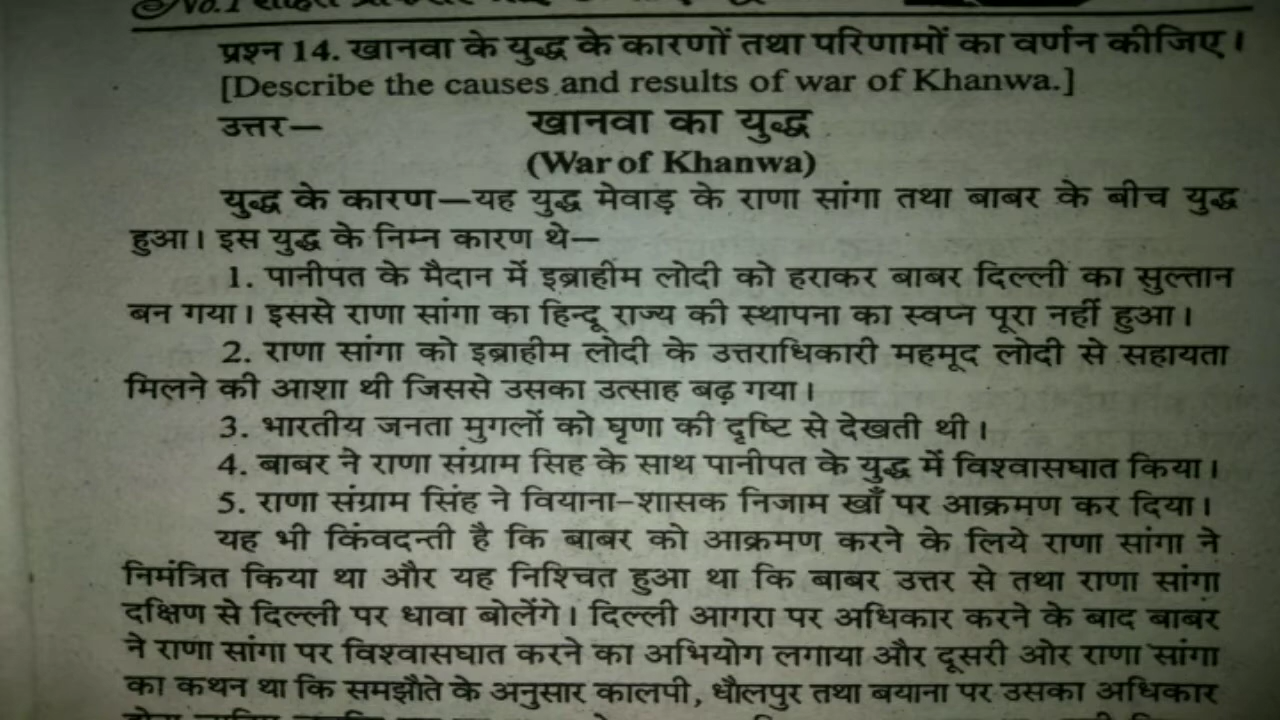 प्रश्न 14. खानवा के युद्ध के कारणों तथा परिणामों का वर्णन कीजिए।
[Describe the causes and results of war of Khanwa.]
उत्तर— खानवा का युद्ध
(War of Khanwa)
युद्ध के कारण—यह युद्ध मेवाड़ के राणा सांगा तथा बाबर के बीच युद्ध
हुआ। इस युद्ध के निम्न कारण थे—
1. पानीपत के मैदान में इब्राहीम लोदी को हराकर बाबर दिल्ली का सुल्तान
बन गया। इससे राणा सांगा का हिन्दू राज्य की स्थापना का स्वप्न पूरा नहीं हुआ।
2. राणा सांगा को इब्राहीम लोदी के उत्तराधिकारी महमूद लोदी से सहायता
मिलने की आशा थी जिससे उसका उत्साह बढ़ गया।
3. भारतीय जनता मुगलों को घृणा की दृष्टि से देखती थी।
4. बाबर ने राणा संग्राम सिह के साथ पानीपत के युद्ध में विश्वासघात किया।
5. राणा संग्राम सिंह ने वियाना-शासक निजाम खाँ पर आक्रमण कर दिया।
यह भी किंवदन्ती है कि बाबर को आक्रमण करने के लिये राणा सांगा ने
निमंत्रित किया था और यह निश्चित हुआ था कि बाबर उत्तर से तथा राणा सांगा
दक्षिण से दिल्ली पर धावा बोलेंगे। दिल्ली आगरा पर अधिकार करने के बाद बाबर
ने राणा सांगा पर विश्वासघात करने का अभियोग लगाया और दूसरी ओर राणा सांगा
का कथन था कि समझौते के अनुसार कालपी, धौलपुर तथा बयाना पर उसका अधिकार